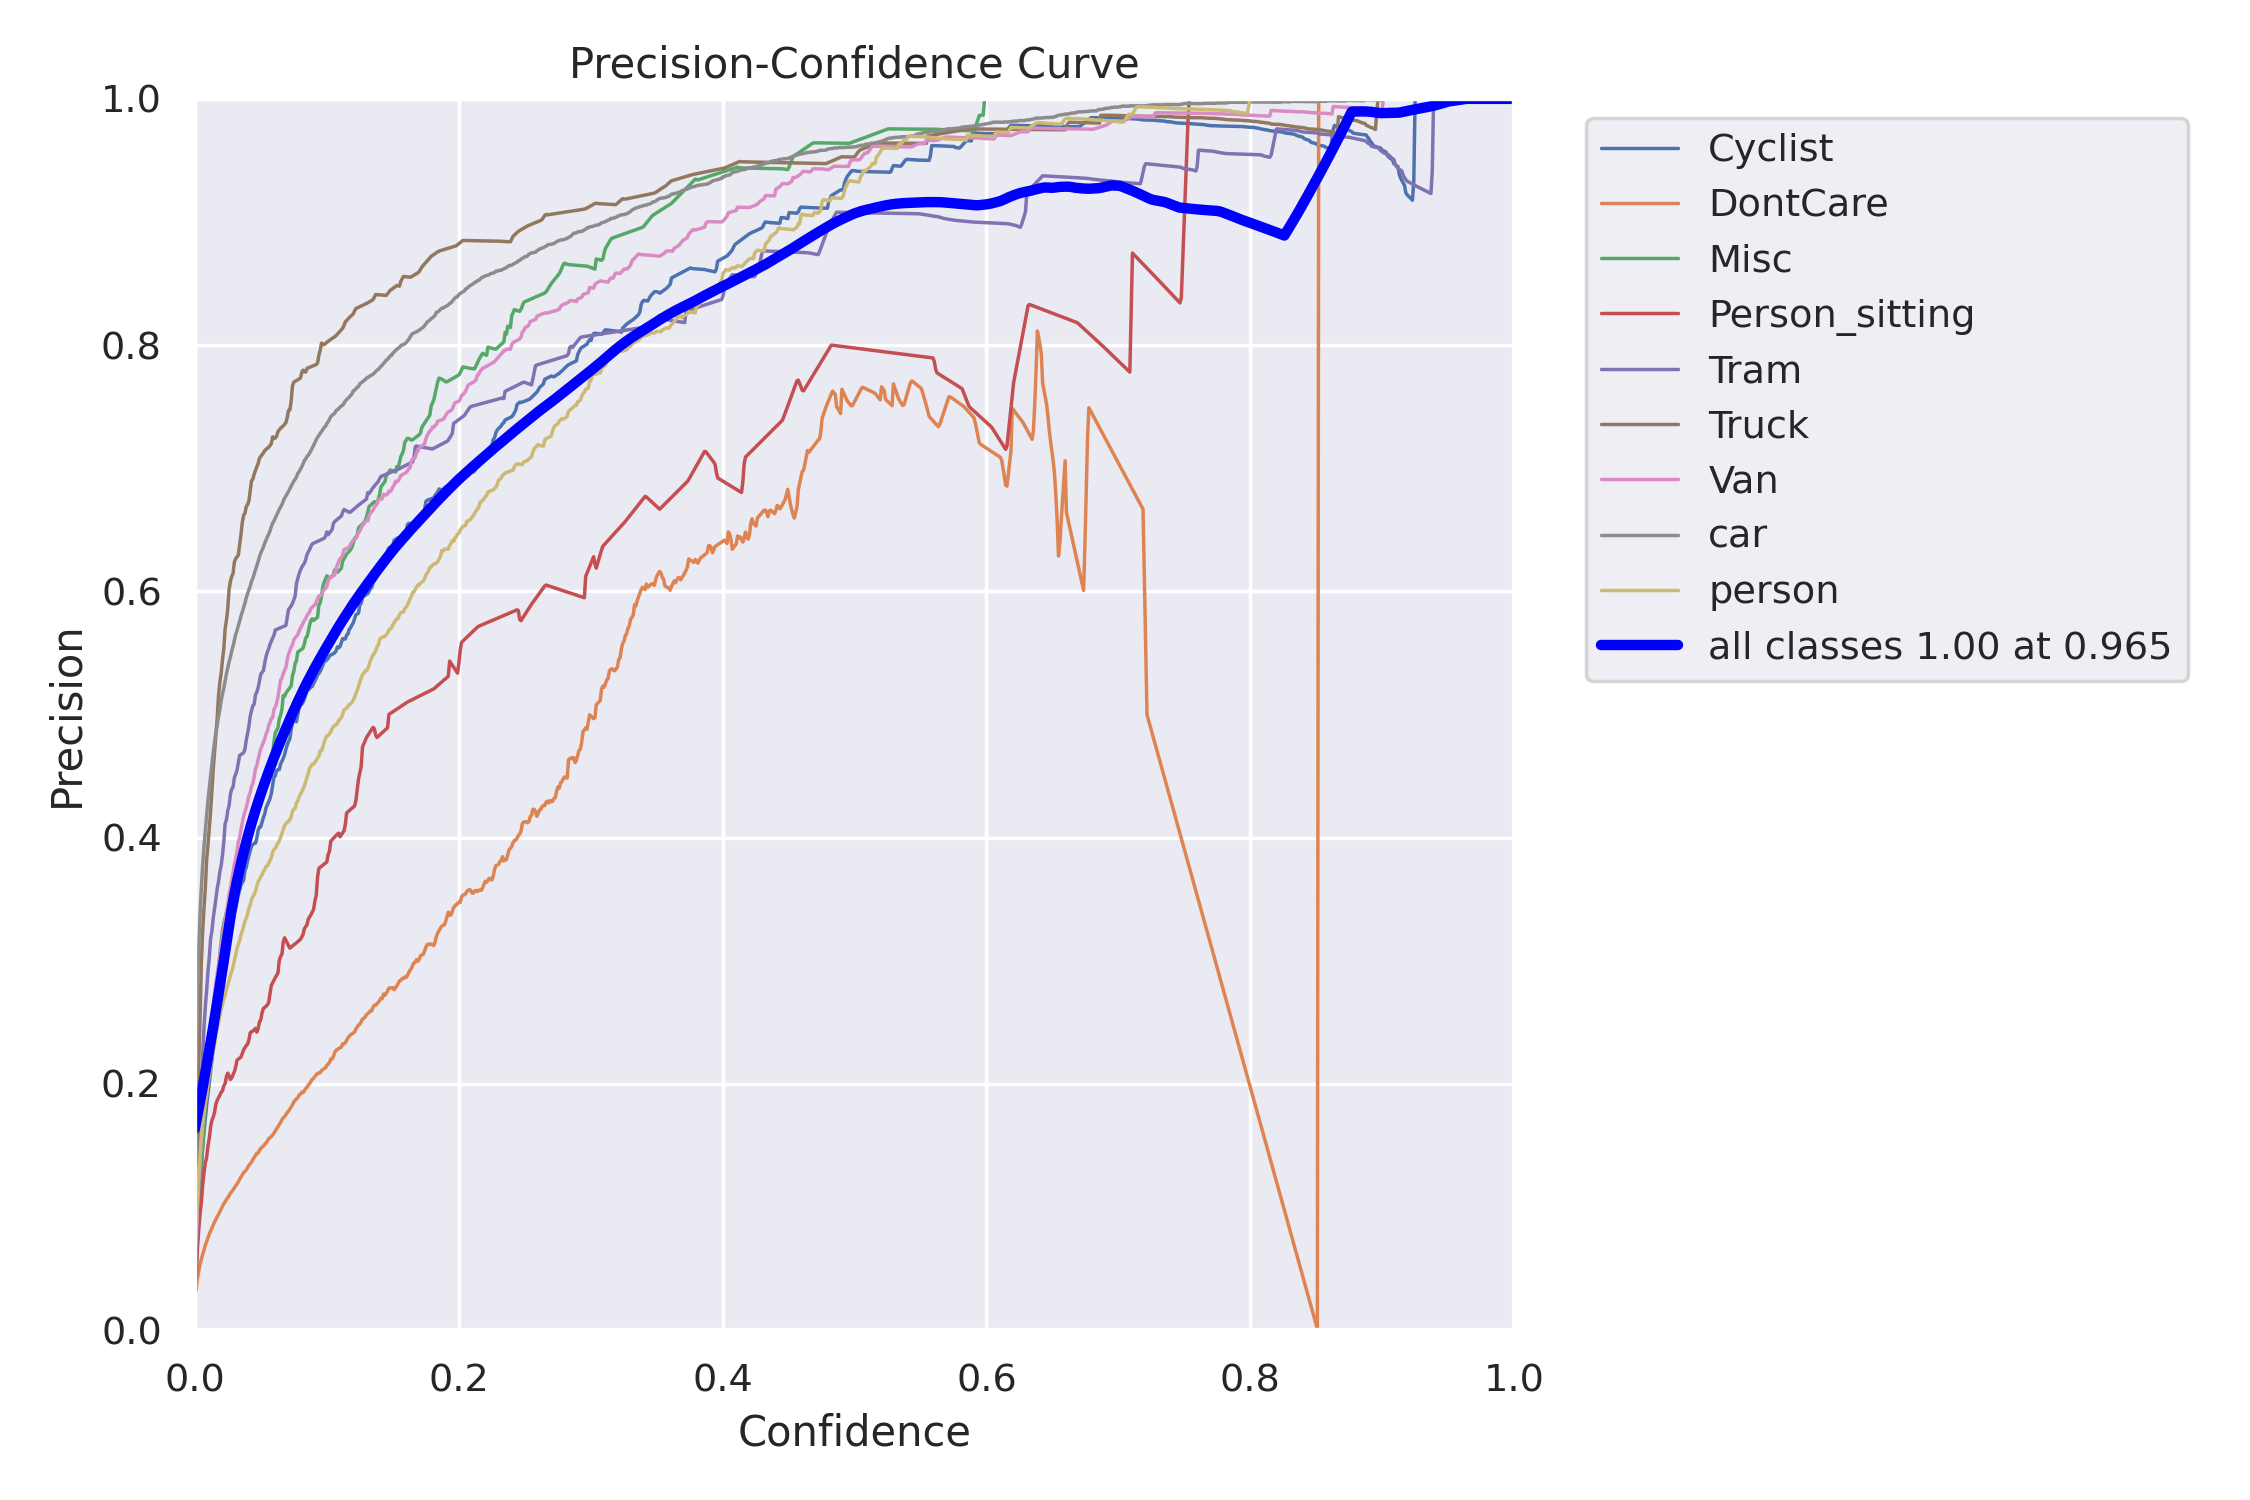 Precision-Confidence Curve
1.0
0.8
0.6
0.4
0.2
0.0
Precision
0.0 0.2 0.4 0.6 0.8 1.0
Confidence
Cyclist
DontCare
Misc
Person_sitting
Tram
Truck
Van
car
person
all classes 1.00 at 0.965